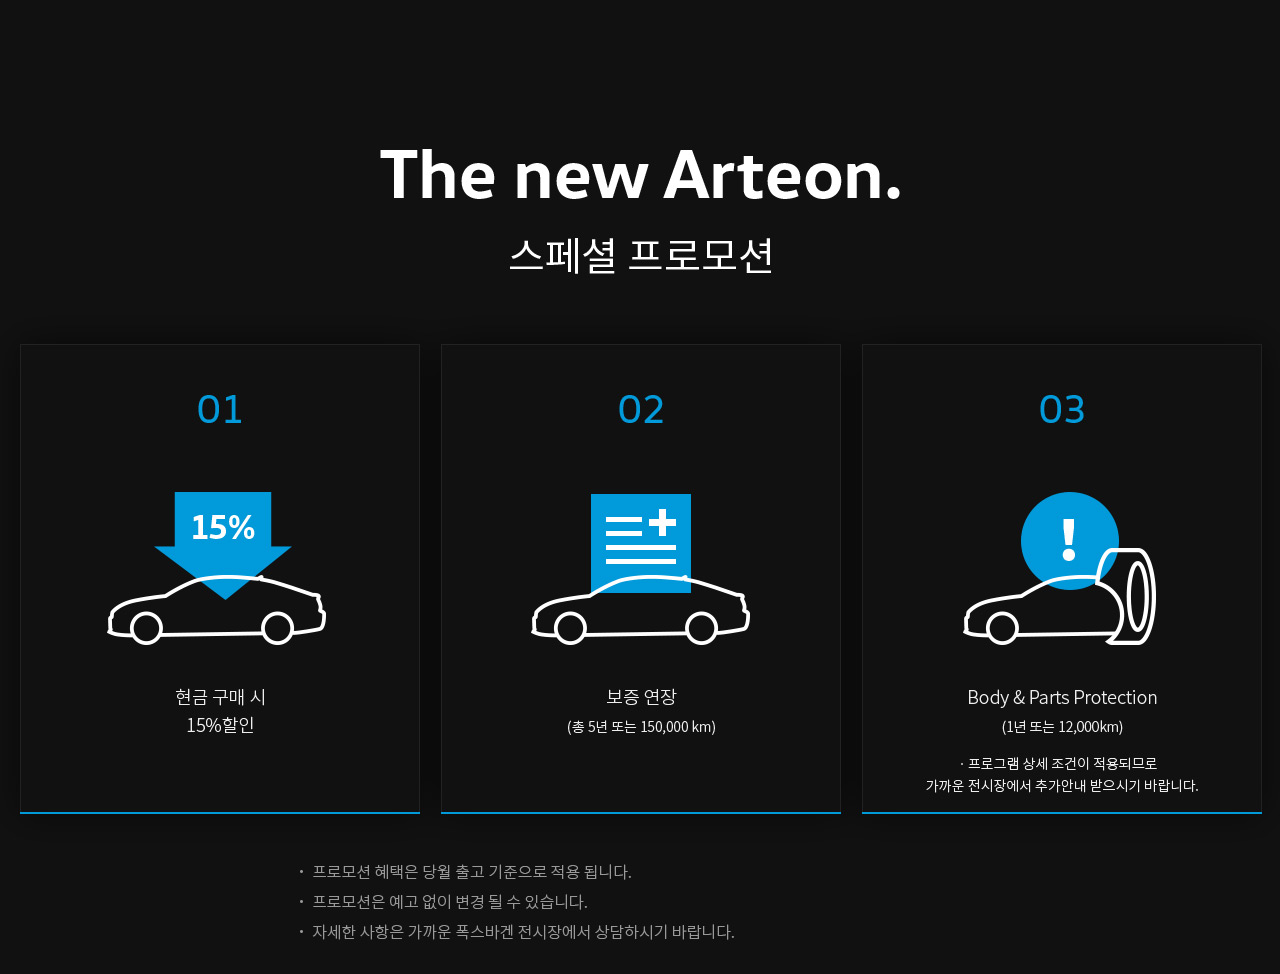 The new Arteon.
스페셜 프로모션
01
15%
현금 구매 시
15%할인
02
보증 연장
(총 5년 또는 150,000 km)
03
!
Body & Parts Protection
(1년 또는 12,000km)
· 프로그램 상세 조건이 적용되므로
가까운 전시장에서 추가안내 받으시기 바랍니다.
· 프로모션 혜택은 당월 출고 기준으로 적용 됩니다.
· 프로모션은 예고 없이 변경 될 수 있습니다.
· 자세한 사항은 가까운 폭스바겐 전시장에서 상담하시기 바랍니다.